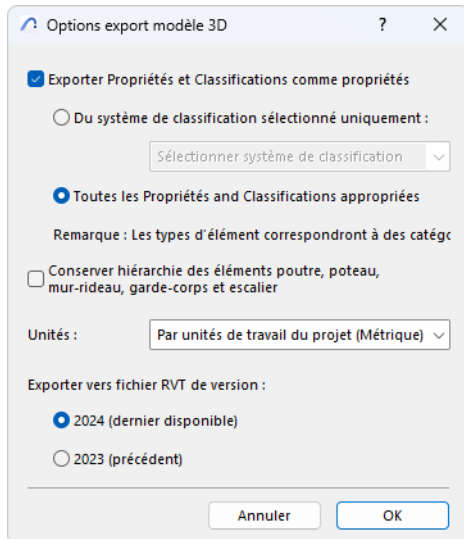 Options export modèle 3D
?
Exporter Propriétés et Classifications comme propriétés
Du système de classification sélectionné uniquement :
Sélectionner système de classification
Toutes les Propriétés and Classifications appropriées
Remarque : Les types d'élément correspondront à des catégc
Conserver hiérarchie des éléments poutre, poteau,
mur-rideau, garde-corps et escalier
Unités :
Par unités de travail du projet (Métrique)
Exporter vers fichier RVT de version :
2024 (dernier disponible)
2023 (précédent)
Annuler
OK